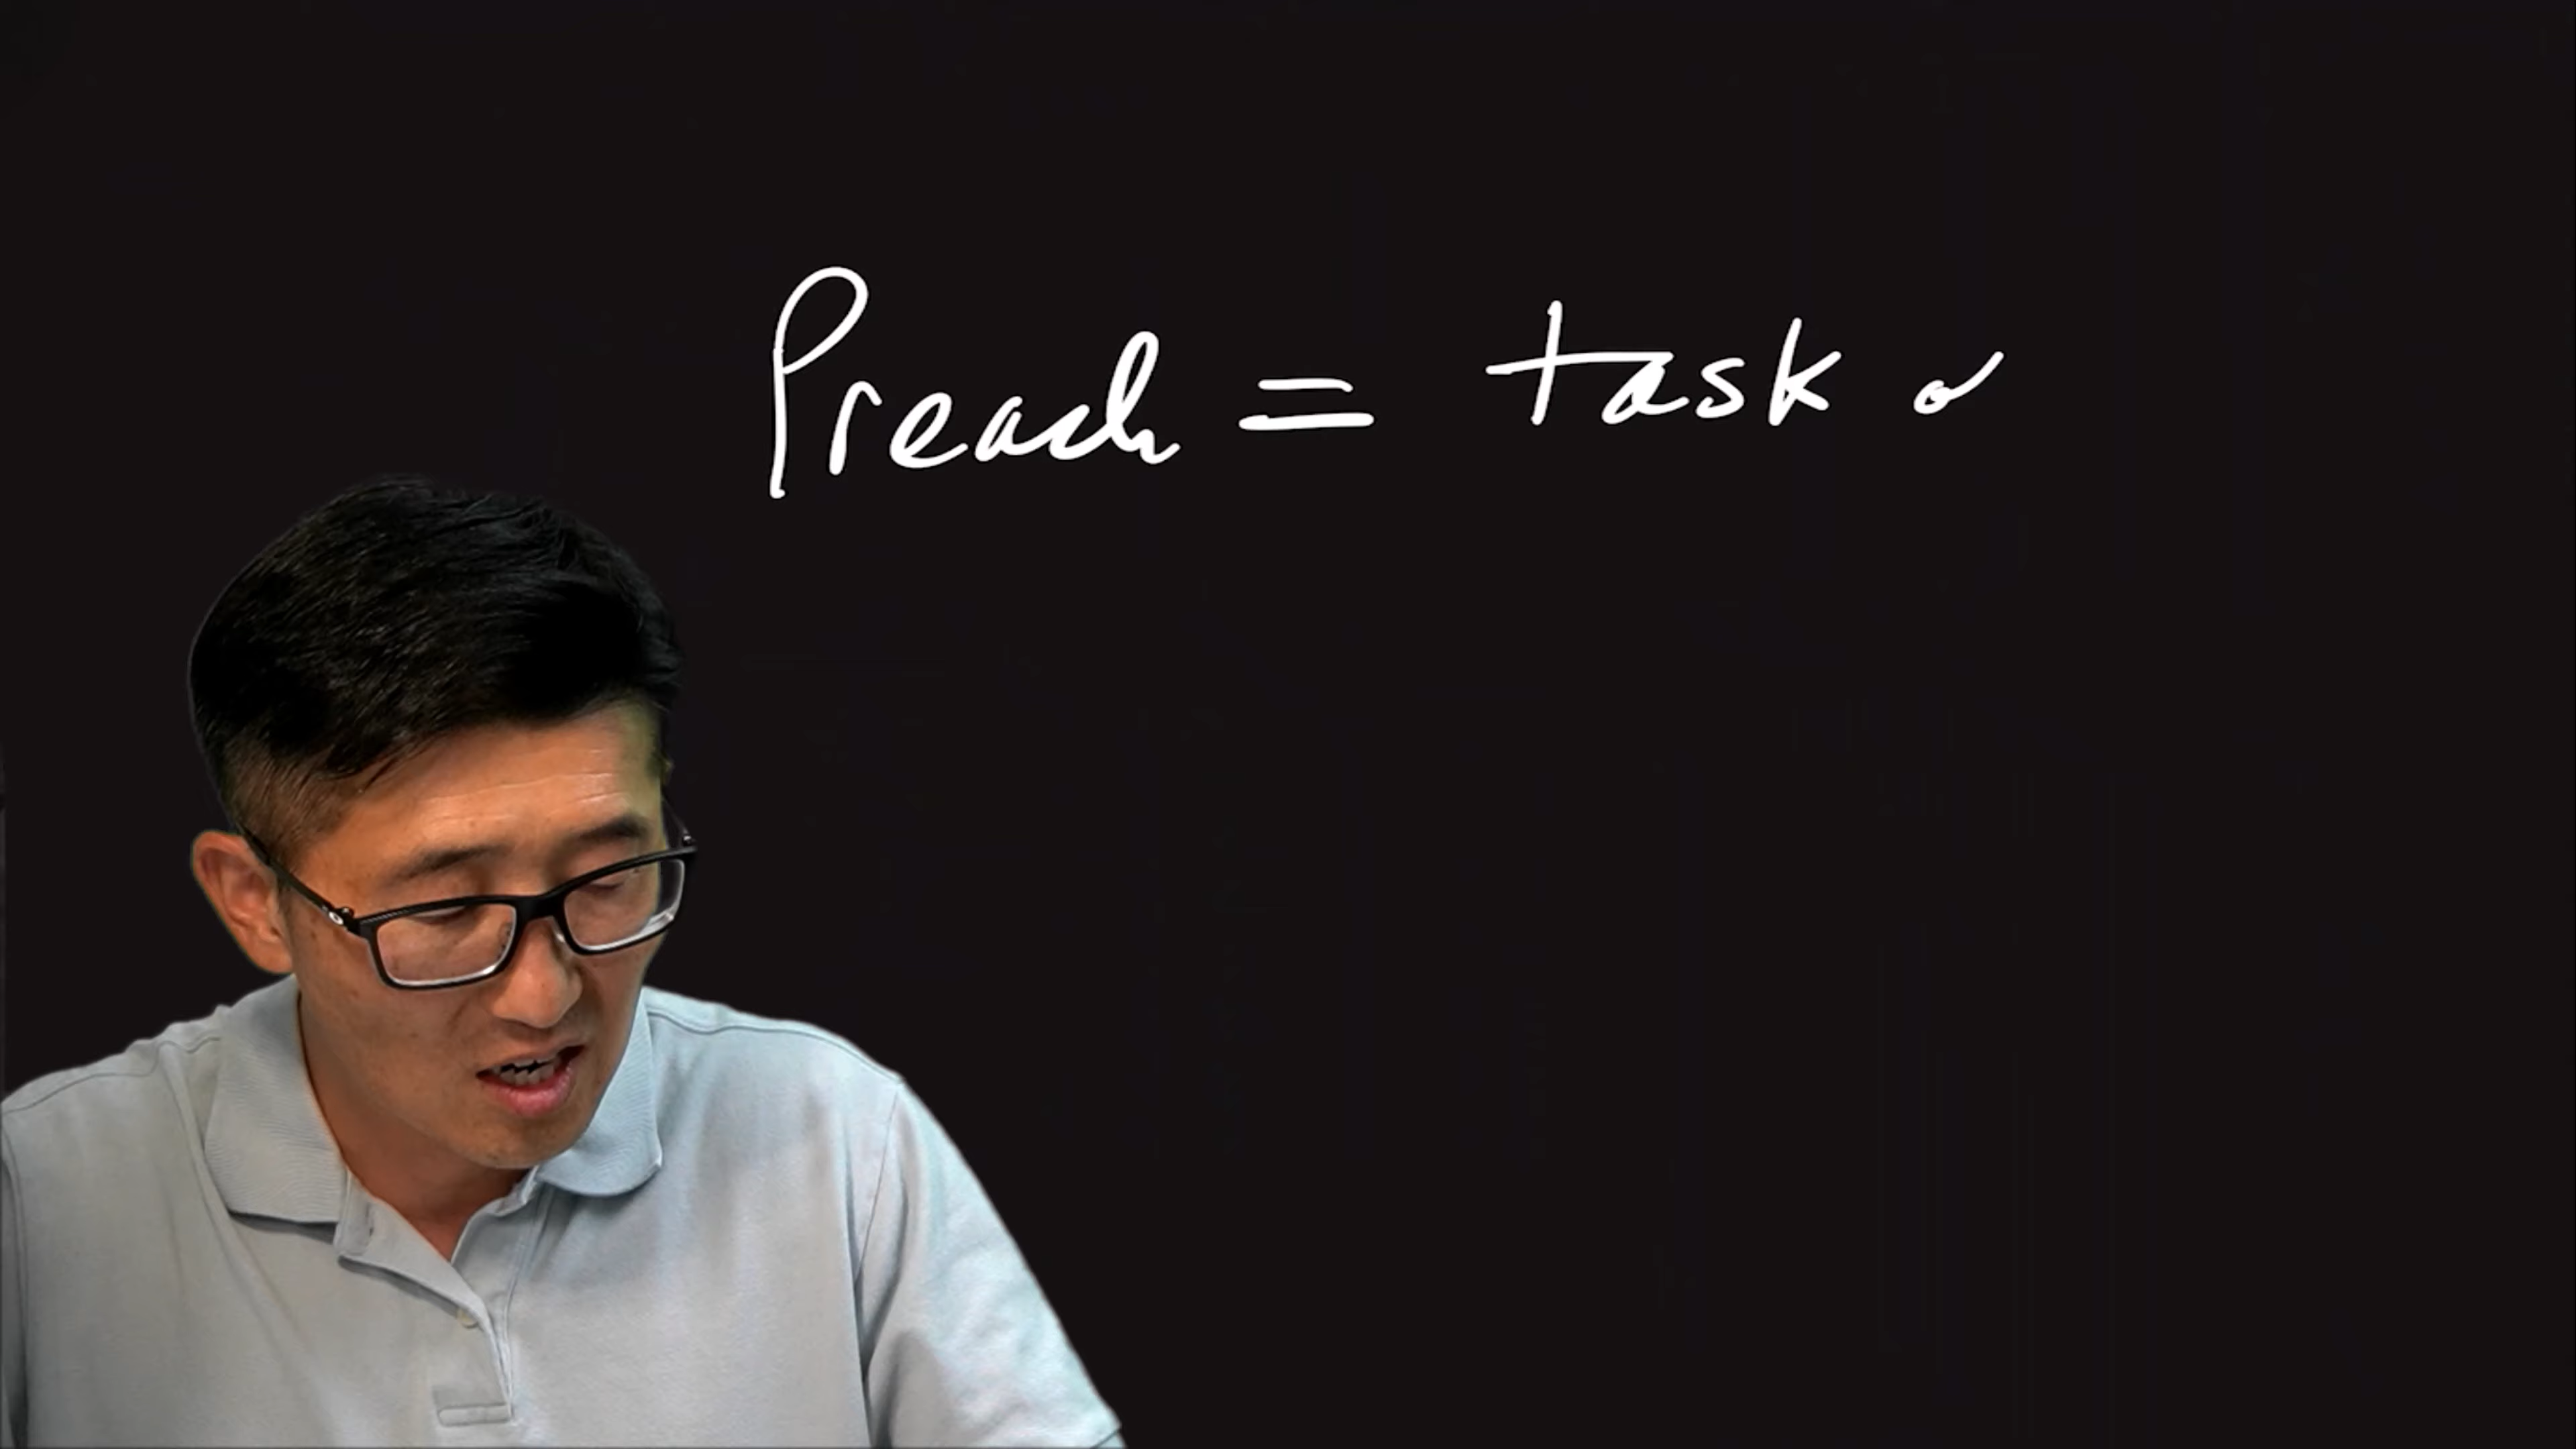 Preach = task o